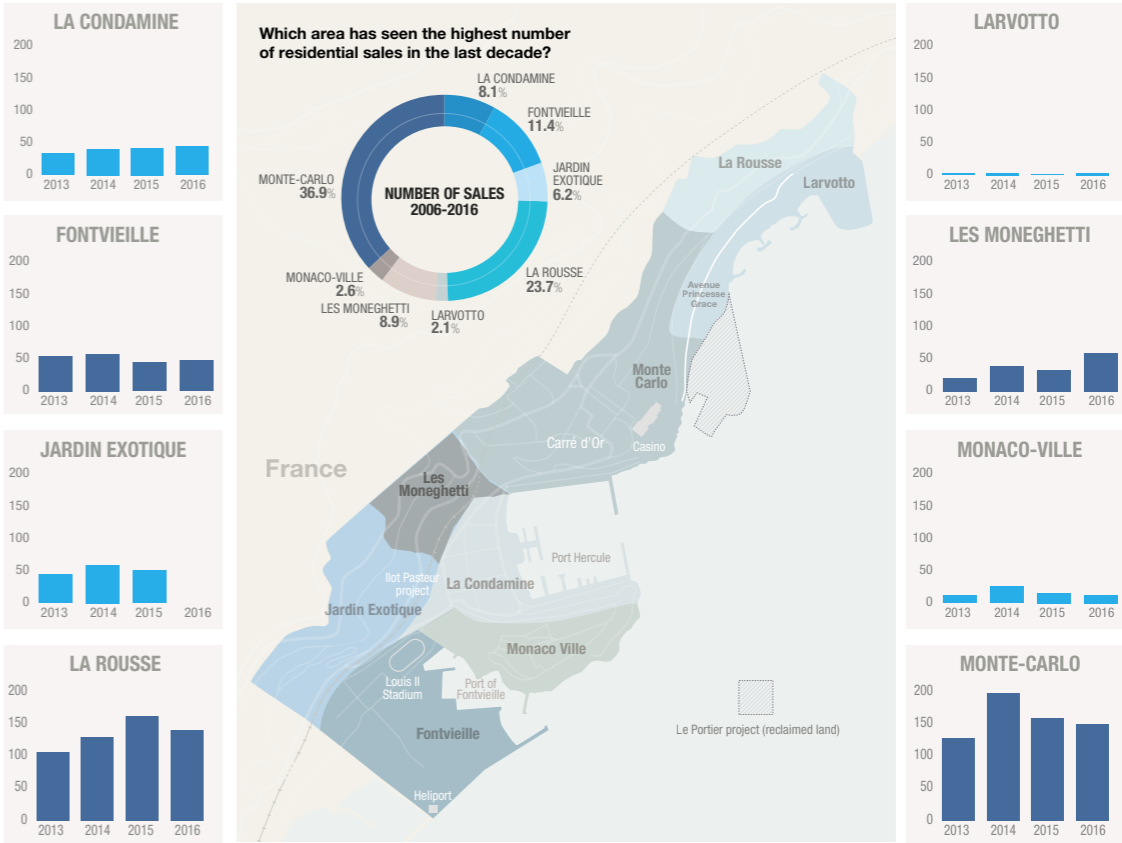 LA CONDAMINE
200
150
100
50
0
2013 2014 2015 2016
FONTVIEILLE
200
150
100
50
0
2013 2014 2015 2016
JARDIN EXOTIQUE
200
150
100
50
0
2013 2014 2015 2016
LA ROUSSE
200
150
100
50
0
2013 2014 2015 2016
Which area has seen the highest number
of residential sales in the last decade?
LA CONDAMINE
8.1%
FONTVIEILLE
11.4%
JARDIN
EXOTIQUE
6.2%
MONTE-CARLO
36.9%
NUMBER OF SALES
2006-2016
LA ROUSSE
23.7%
MONACO-VILLE
2.6%
LES MONEGHETTI
8.9%
LARVOTTO
2.1%
La Rousse
Larvotto
Avenue
Princesse
Grace
Monte
Carlo
Carré d'Or
Casino
France
Les
Moneghetti
Port Hercule
Ilot Pasteur
project
La Condamine
Jardin Exotique
Monaco Ville
Louis II
Stadium
Port of
Fontvieille
Fontvieille
Heliport
Le Portier project (reclaimed land)
LARVOTTO
200
150
100
50
0
2013 2014 2015 2016
LES MONEGHETTI
200
150
100
50
0
2013 2014 2015 2016
MONACO-VILLE
200
150
100
50
0
2013 2014 2015 2016
MONTE-CARLO
200
150
100
50
0
2013 2014 2015 2016